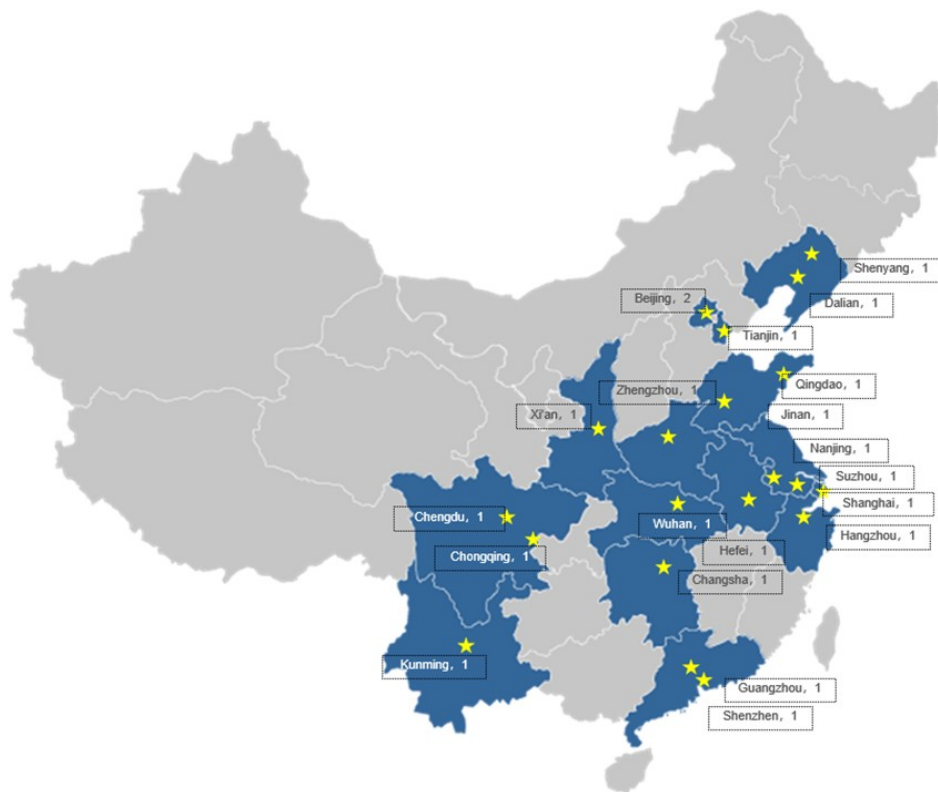 Shenyang, 1
Beijing, 2
Dalian, 1
Tianjin, 1
Qingdao, 1
Zhengzhou, 1
Xi'an, 1
Jinan, 1
Nanjing, 1
Suzhou, 1
Shanghai, 1
Chengdu, 1
Wuhan, 1
Hangzhou, 1
Hefei, 1
Chongqing, 1
Changsha, 1
Kunming, 1
Guangzhou, 1
Shenzhen, 1